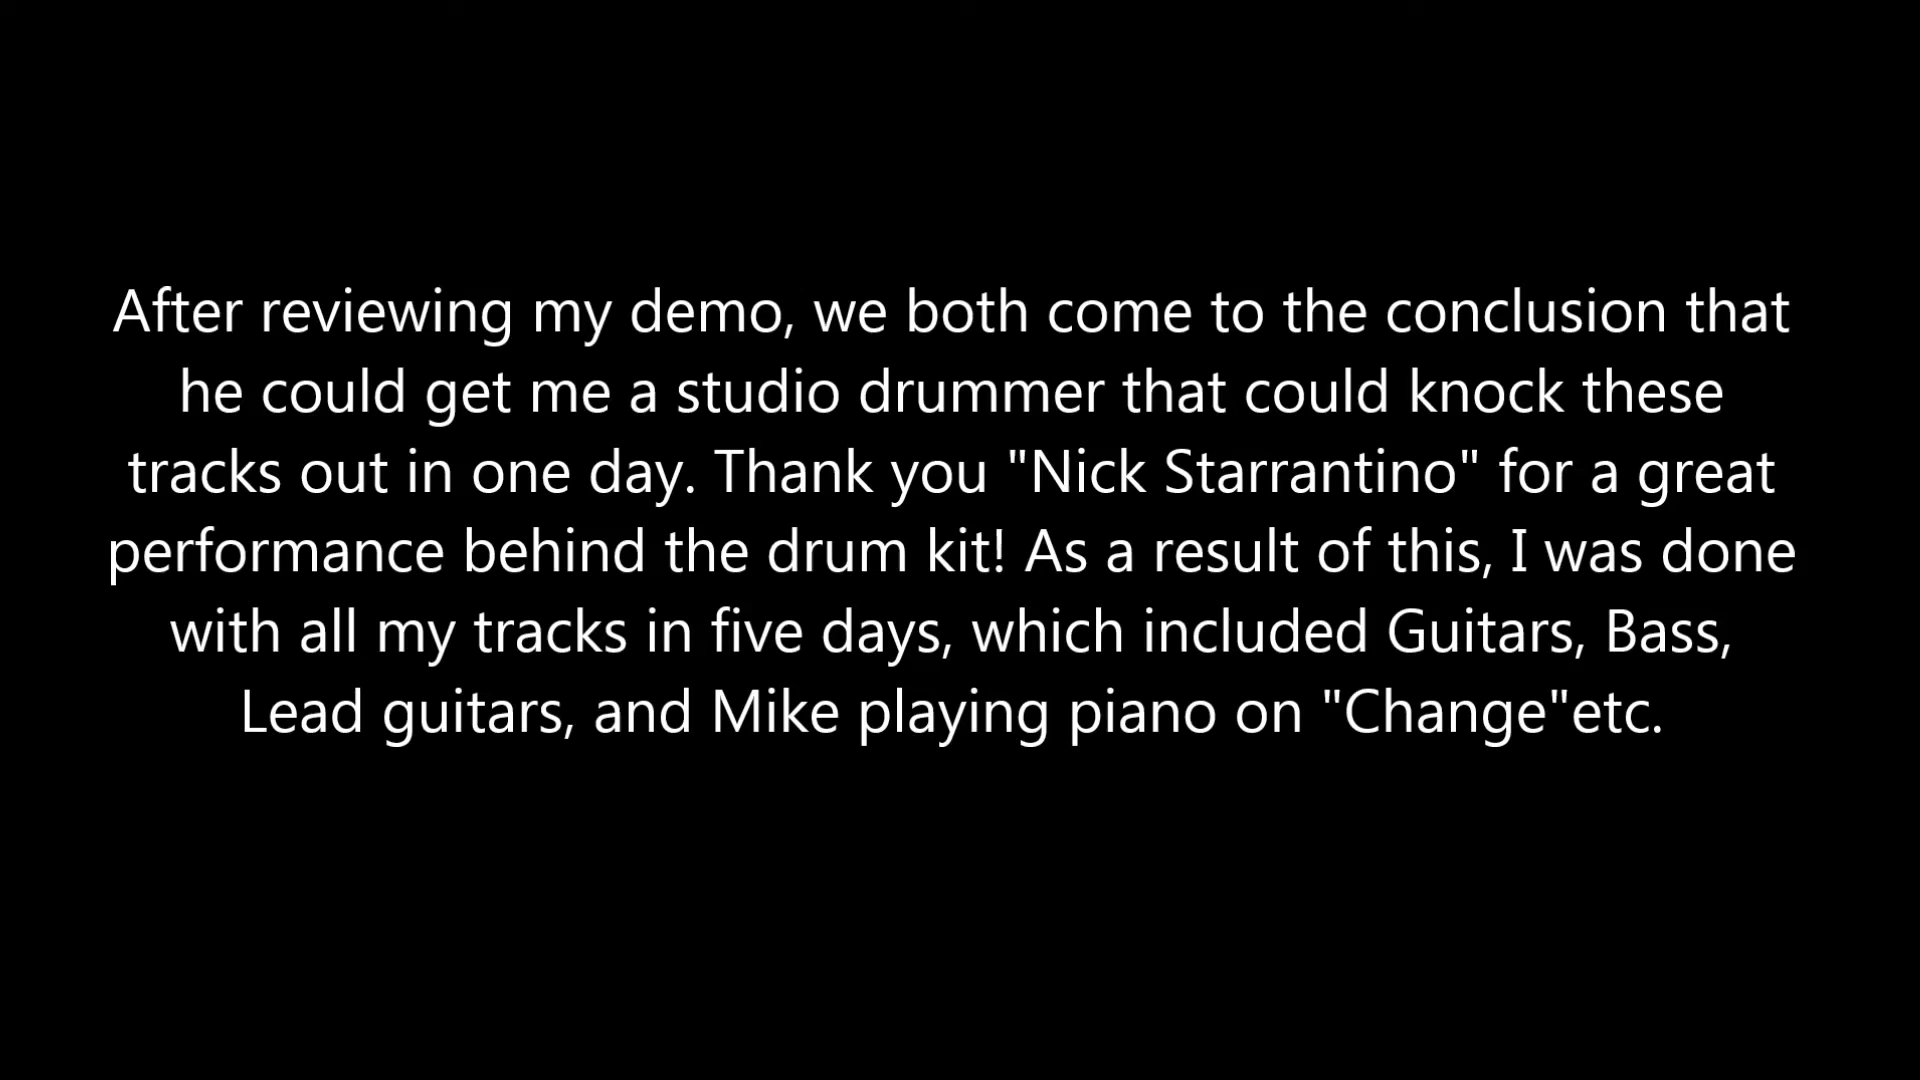 After reviewing my demo, we both come to the conclusion that
he could get me a studio drummer that could knock these
tracks out in one day. Thank you "Nick Starrantino" for a great
performance behind the drum kit! As a result of this, I was done
with all my tracks in five days, which included Guitars, Bass,
Lead guitars, and Mike playing piano on "Change"etc.